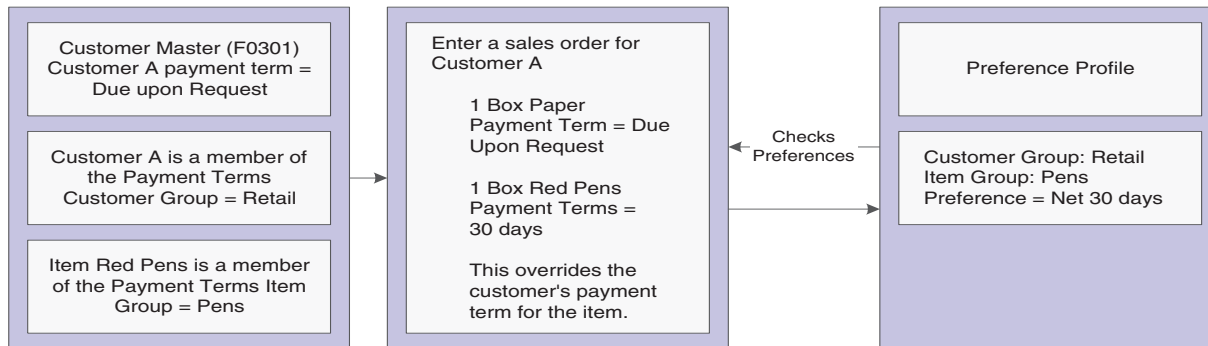 Customer Master (F0301)
Customer A payment term =
Due upon Request
Customer A is a member of
the Payment Terms
Customer Group = Retail
Item Red Pens is a member
of the Payment Terms Item
Group = Pens
Enter a sales order for
Customer A
1 Box Paper
Payment Term = Due
Upon Request
1 Box Red Pens
Payment Terms =
30 days
This overrides the
customer's payment
term for the item.
Checks
Preferences
Preference Profile
Customer Group: Retail
Item Group: Pens
Preference = Net 30 days